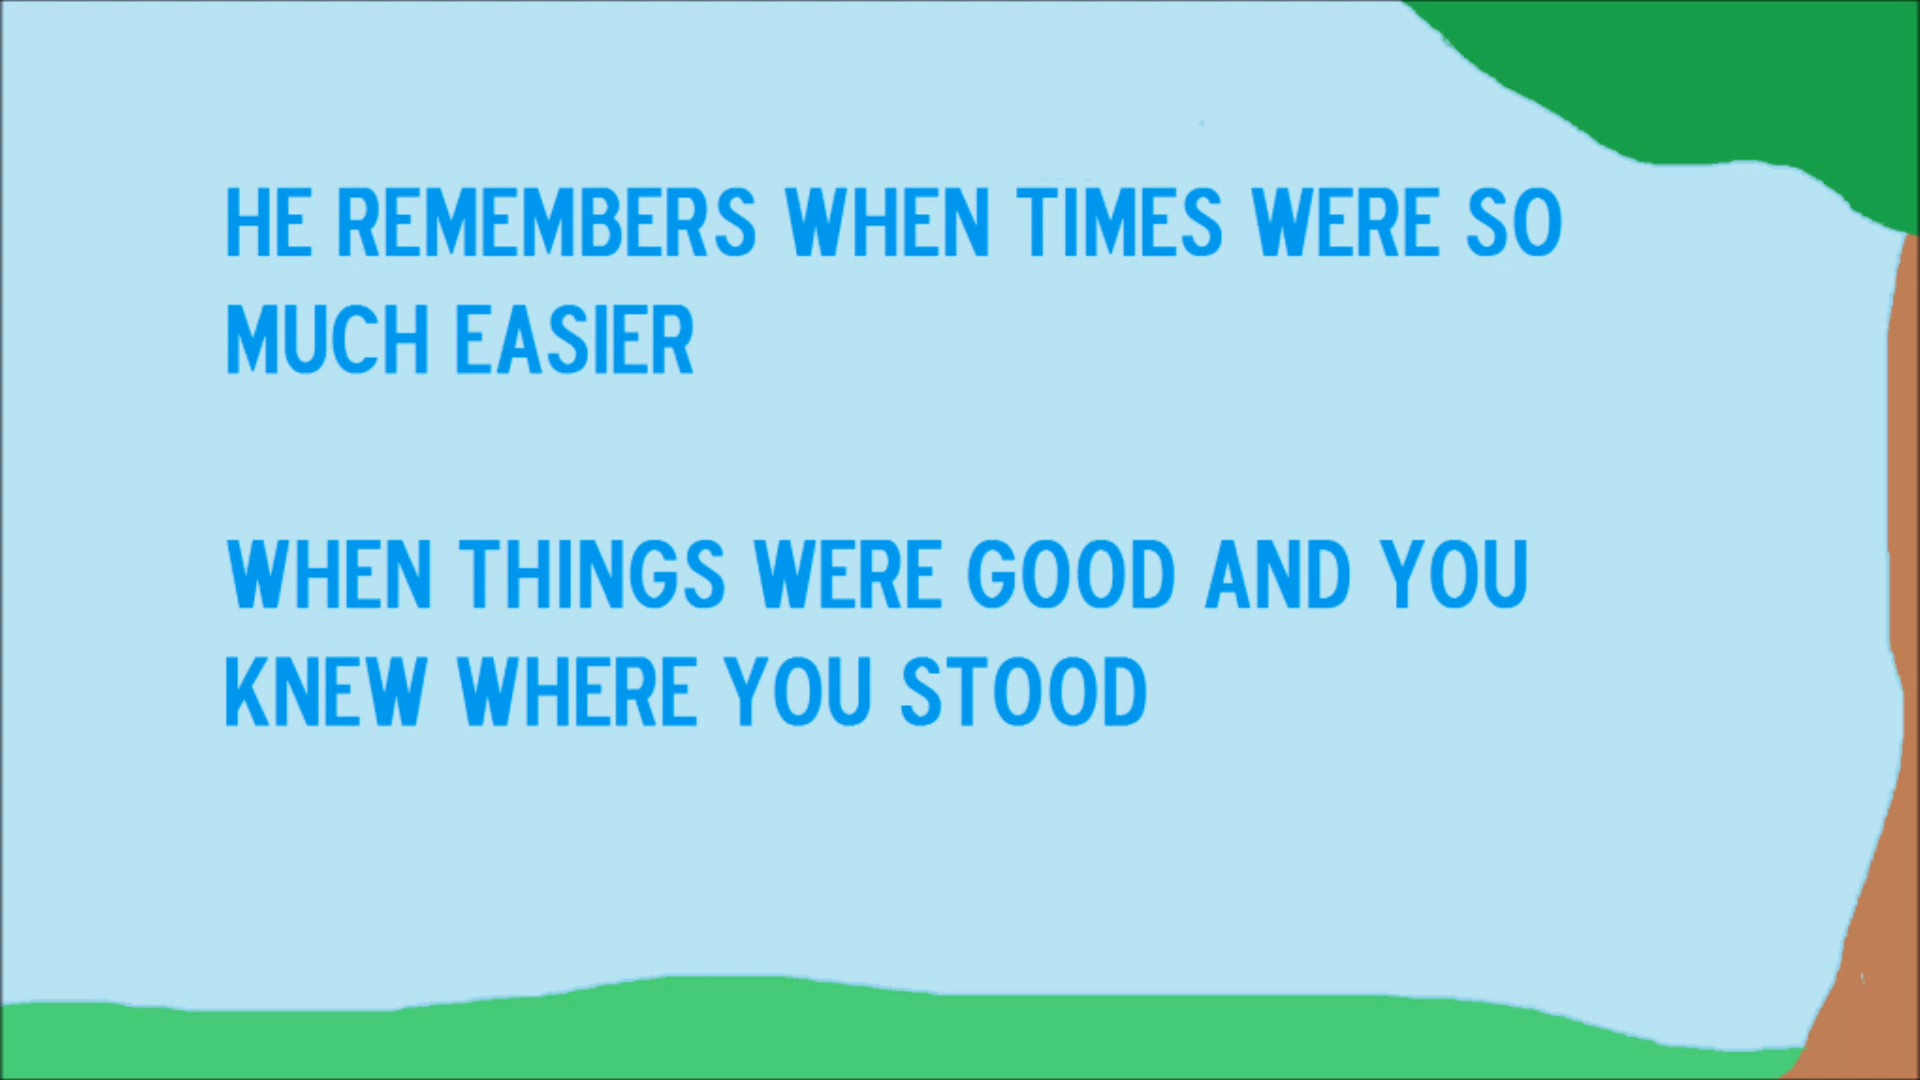 HE REMEMBERS WHEN TIMES WERE SO
MUCH EASIER
WHEN THINGS WERE GOOD AND YOU
KNEW WHERE YOU STOOD